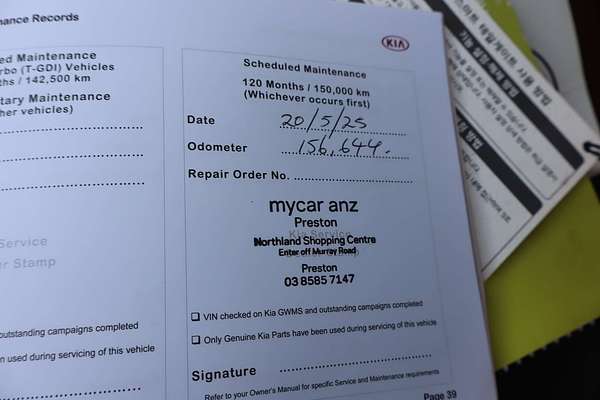 nance Records
KIA
ed Maintenance
rbo (T-GDI) Vehicles
ths / 142,500 km
tary Maintenance
her vehicles)
Service
er Stamp
outstanding campaigns completed
en used during servicing of this vehicle
Scheduled Maintenance
120 Months / 150,000 km
(Whichever occurs first)
Date 20/5/25
Odometer 156,644.
Repair Order No.
mycar anz
Preston
Kia Service
Northland Shopping Centre
Enter off Murray Road
Preston
03 8585 7147
VIN checked on Kia GWMS and outstanding campaigns completed
Only Genuine Kia Parts have been used during servicing of this vehicle
Signature
Refer to your Owner's Manual for specific Service and Maintenance requirements
Page 39